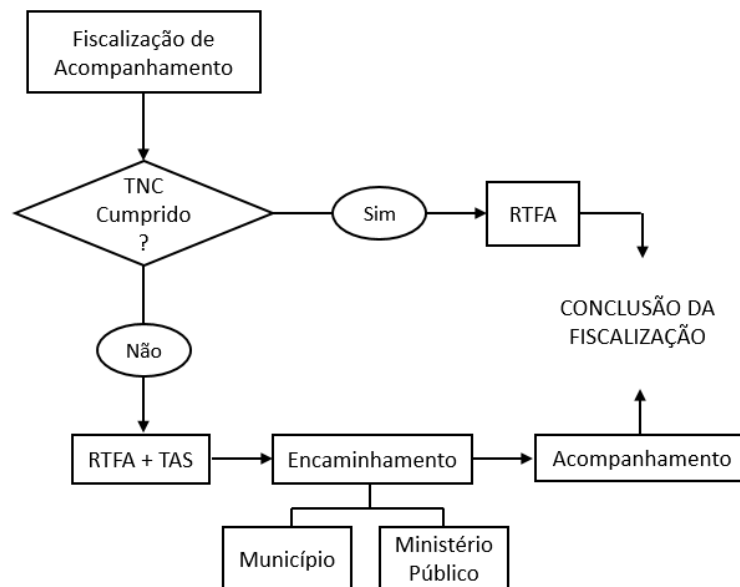 Fiscalização de
Acompanhamento
TNC
Cumprido
?
Sim
RTFA
CONCLUSÃO DA
FISCALIZAÇÃO
Não
RTFA + TAS
Encaminhamento
Acompanhamento
Município
Ministério
Público